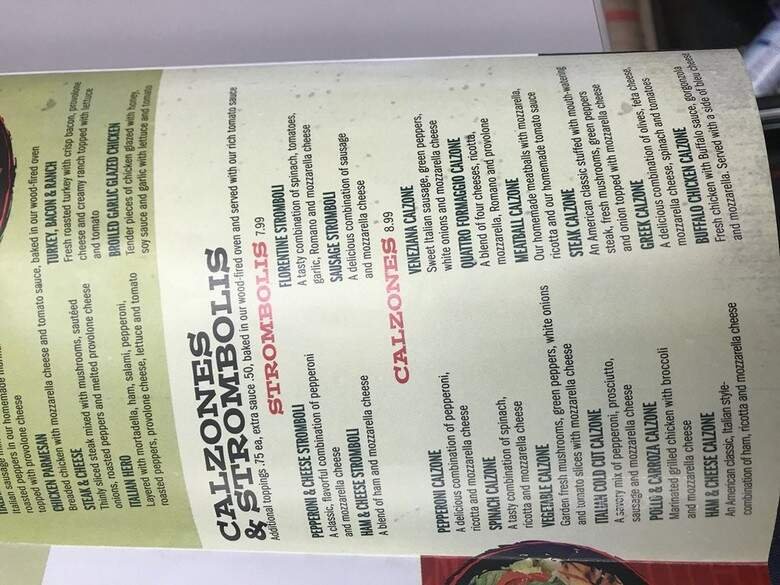 Italian sausage
roasted peppers in our homemade
topped with provolone cheese
CHICKEN PARMESAN
Breaded chicken with mozzarella cheese and tomato sauce, baked in our wood-fired oven
STEAK & CHEESE
Thinly sliced steak mixed with mushrooms, sautéed
onions, roasted peppers and melted provolone cheese
ITALIAN HERO
Layered with mortadella, ham, salami, pepperoni,
roasted peppers, provolone cheese, lettuce and tomato
TURKEY, BACON & RANCH
Fresh roasted turkey with crisp bacon, provolone
cheese and creamy ranch topped with lettuce
and tomato
BROILED GARLIC GLAZED CHICKEN
Tender pieces of chicken glazed with honey,
soy sauce and garlic with lettuce and tomato
CALZONES
& STROMBOLIS
Additional toppings .75 ea, extra sauce .50, baked in our wood-fired oven and served with our rich tomato sauce
STROMBOLIS 7.99
PEPPERONI & CHEESE STROMBOLI
A classic, flavorful combination of pepperoni
and mozzarella cheese
HAM & CHEESE STROMBOLI
A blend of ham and mozzarella cheese
FLORENTINE STROMBOLI
A tasty combination of spinach, tomatoes,
garlic, Romano and mozzarella cheese
SAUSAGE STROMBOLI
A delicious combination of sausage
and mozzarella cheese
CALZONES 8.99
PEPPERONI CALZONE
A delicious combination of pepperoni,
ricotta and mozzarella cheese
SPINACH CALZONE
A tasty combination of spinach,
ricotta and mozzarella cheese
VEGETABLE CALZONE
Garden fresh mushrooms, green peppers, white onions
and tomato slices with mozzarella cheese
ITALIAN COLD CUT CALZONE
A savory mix of pepperoni, prosciutto,
sausage and mozzarella cheese
POLLO & CARROZA CALZONE
Marinated grilled chicken with broccoli
and mozzarella cheese
HAM & CHEESE CALZONE
An American classic, Italian style-
combination of ham, ricotta and mozzarella cheese
VENEZIANA CALZONE
Sweet Italian sausage, green peppers,
white onions and mozzarella cheese
QUATTRO FORMAGGIO CALZONE
A blend of four cheeses, ricotta,
mozzarella, Romano and provolone
MEATBALL CALZONE
Our homemade meatballs with mozzarella,
ricotta and our homemade tomato sauce
STEAK CALZONE
An American classic stuffed with mouth-watering
steak, fresh mushrooms, green peppers
and onion topped with mozzarella cheese
GREEK CALZONE
A delicious combination of olives, feta cheese,
mozzarella cheese, spinach and tomatoes
BUFFALO CHICKEN CALZONE
Fresh chicken with Buffalo sauce, gorgonzola
and mozzarella. Served with a side of bleu cheese